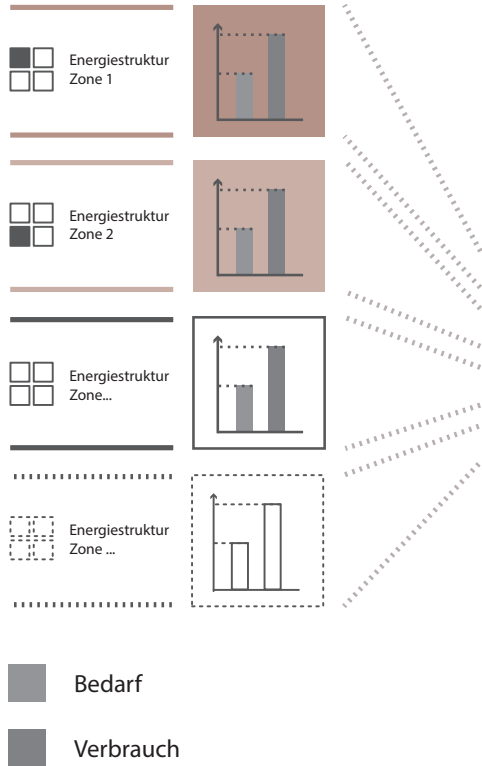 Energiestruktur
Zone 1
Energiestruktur
Zone 2
Energiestruktur
Zone...
Energiestruktur
Zone ...
Bedarf
Verbrauch